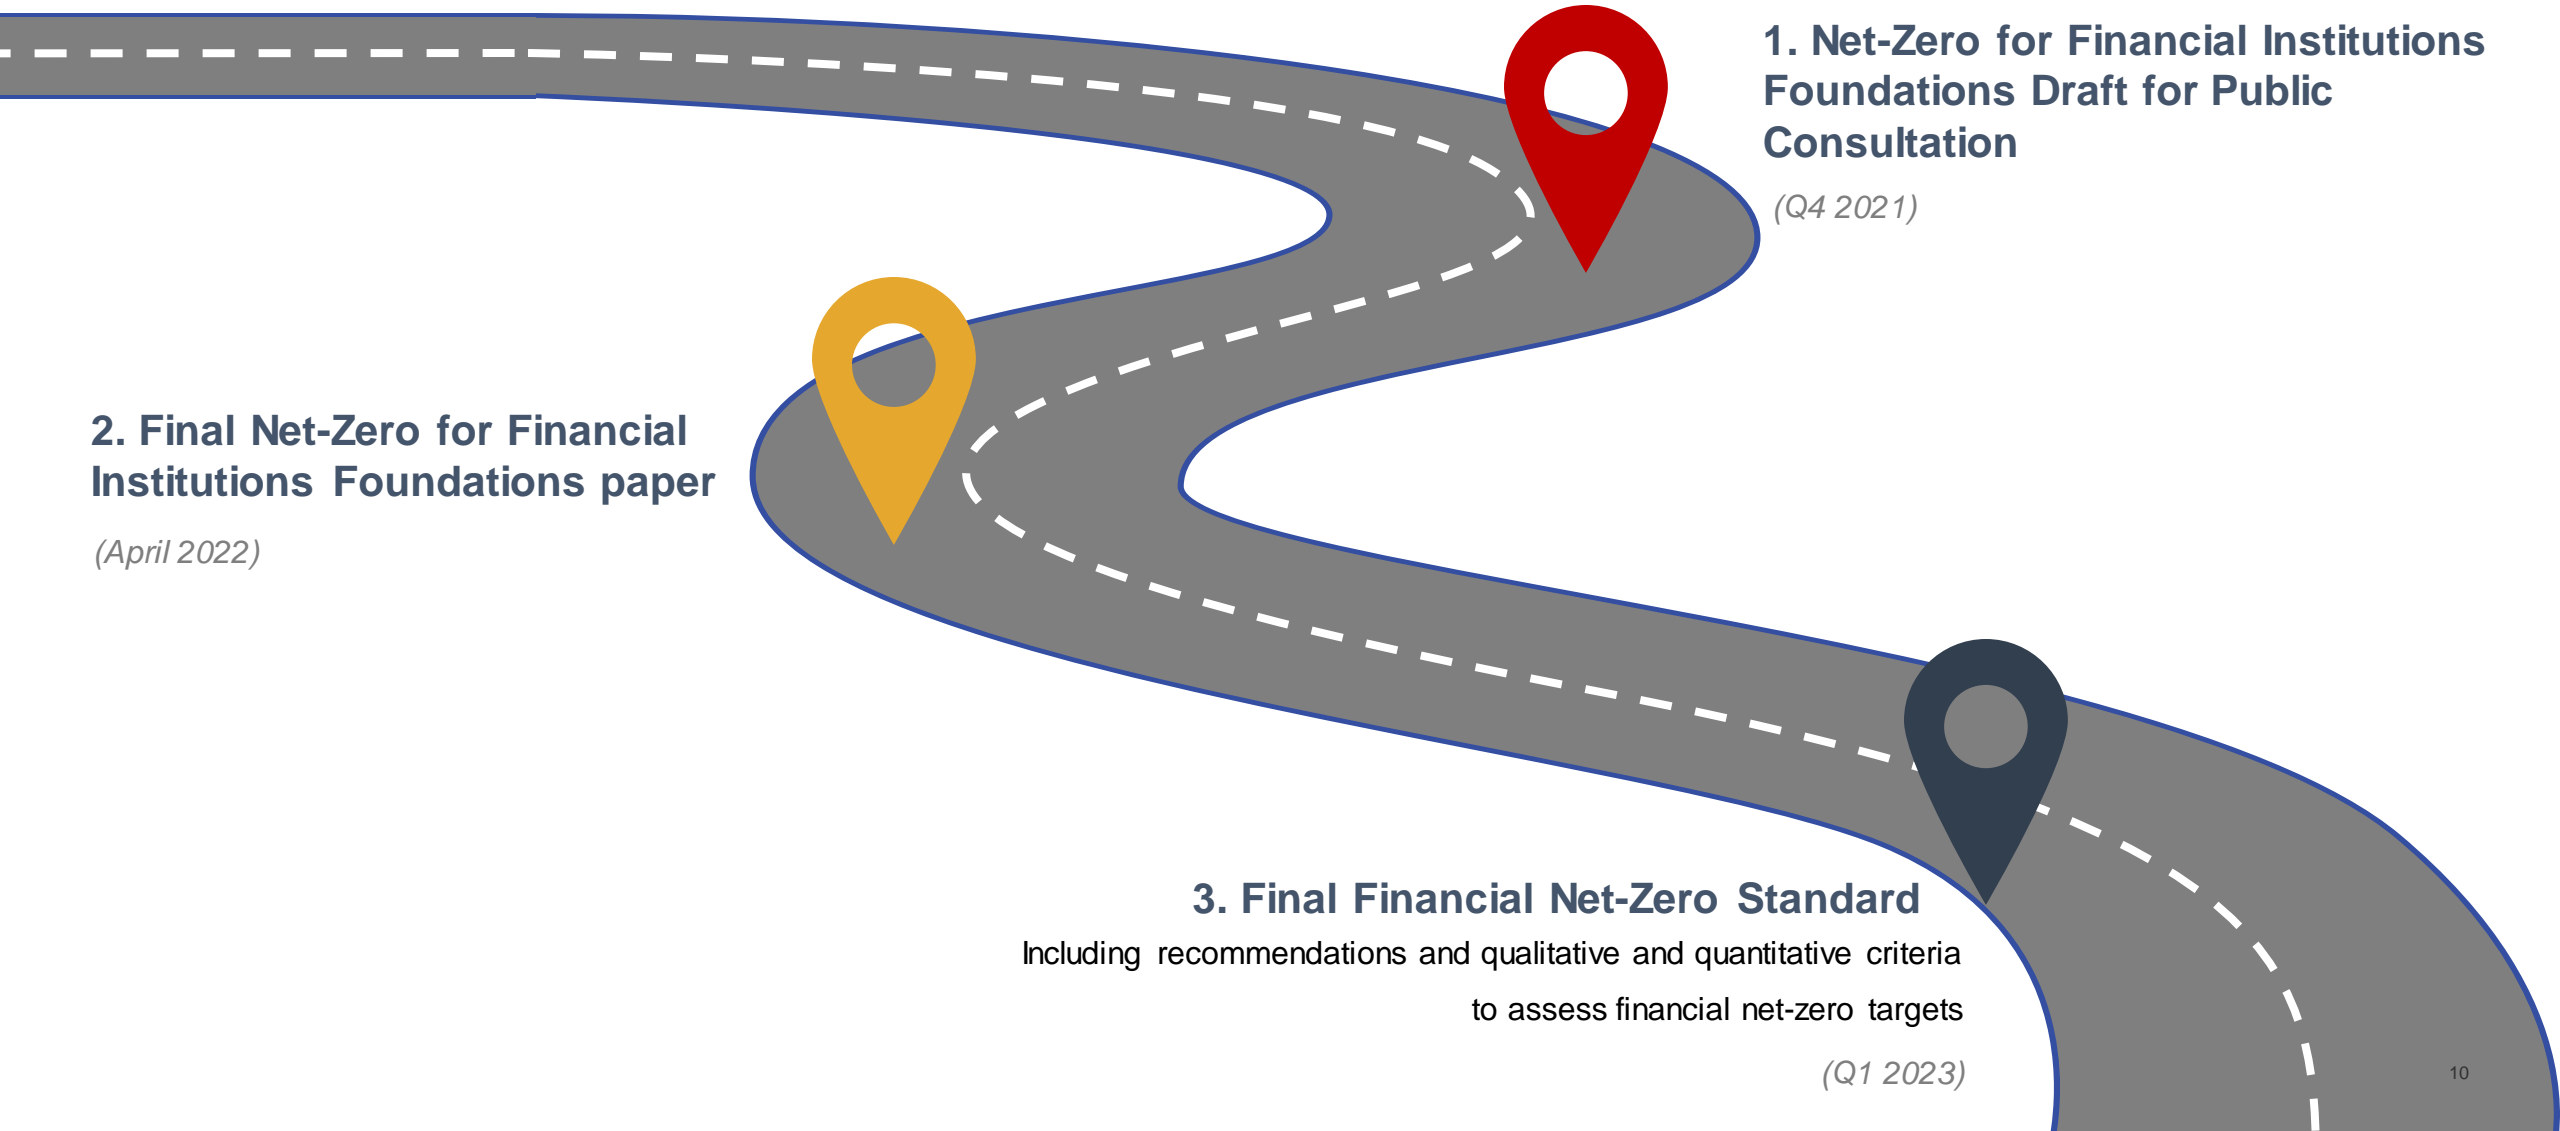 1. Net-Zero for Financial Institutions
Foundations Draft for Public
Consultation
(Q4 2021)
2. Final Net-Zero for Financial
Institutions Foundations paper
(April 2022)
3. Final Financial Net-Zero Standard
Including recommendations and qualitative and quantitative criteria
to assess financial net-zero targets
(Q1 2023)
10